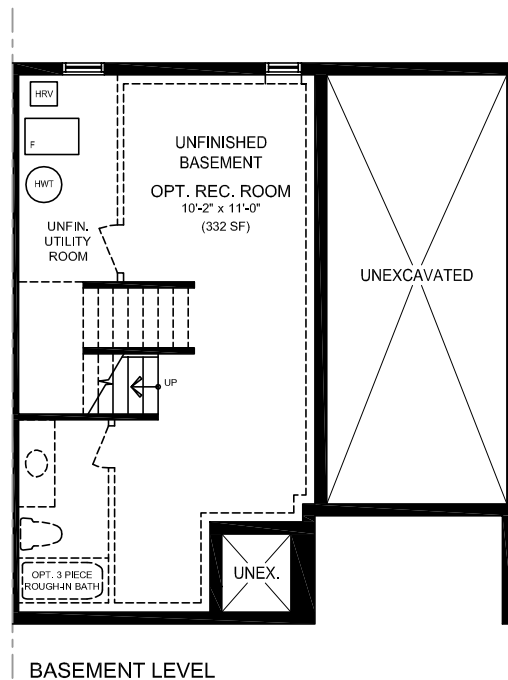 HRV
F
HWT
UNFIN.
UTILITY
ROOM
UNFINISHED
BASEMENT
OPT. REC. ROOM
10'-2" x 11'-0"
(332 SF)
UNEXCAVATED
UP
OPT. 3 PIECE
ROUGH-IN BATH
UNEX.
BASEMENT LEVEL